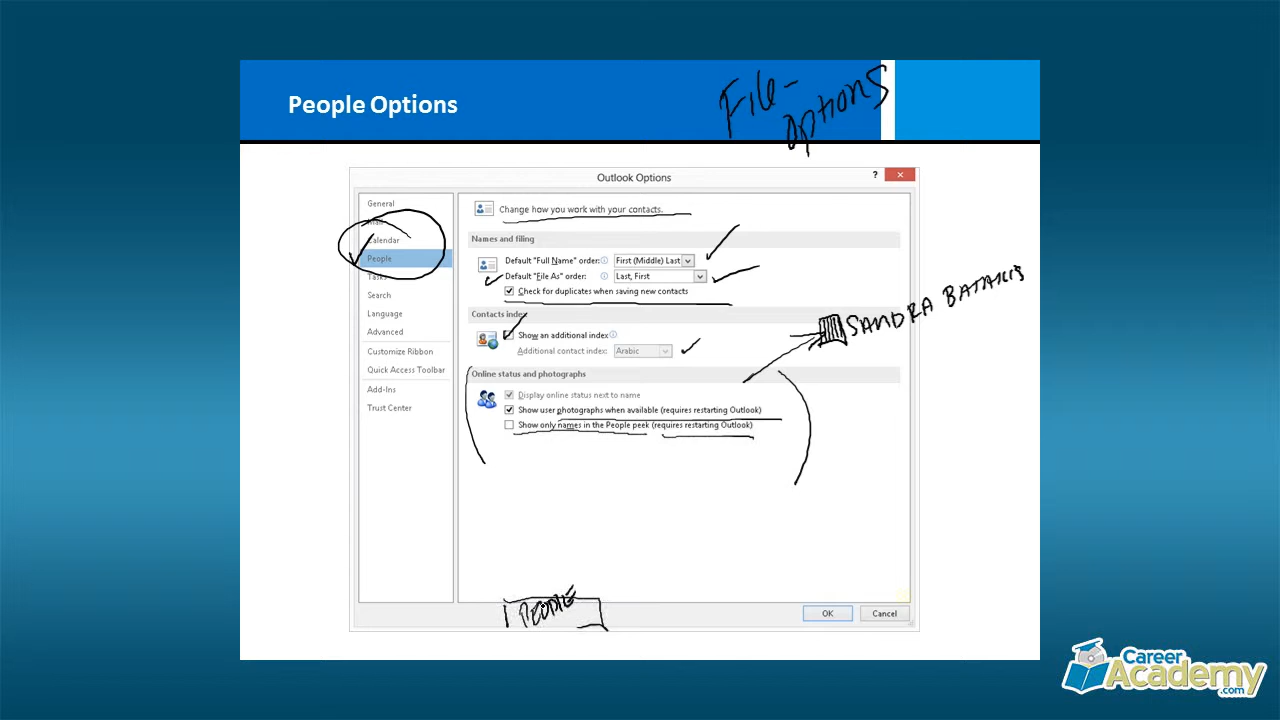 People Options
File-
options
Outlook Options
?
General
Mail
Calendar
People
Tasks
Search
Language
Advanced
Customize Ribbon
Quick Access Toolbar
Add-Ins
Trust Center
Change how you work with your contacts.
Names and filing
Default "Full Name" order: First (Middle) Last
Default "File As" order: Last, First
Check for duplicates when saving new contacts
Contacts index
Show an additional index
Additional contact index: Arabic
SANDRA BATAKIS
Online status and photographs
Display online status next to name
Show user photographs when available (requires restarting Outlook)
Show only names in the People peek (requires restarting Outlook)
PEOPLE
OK Cancel
Career
Academy
.com